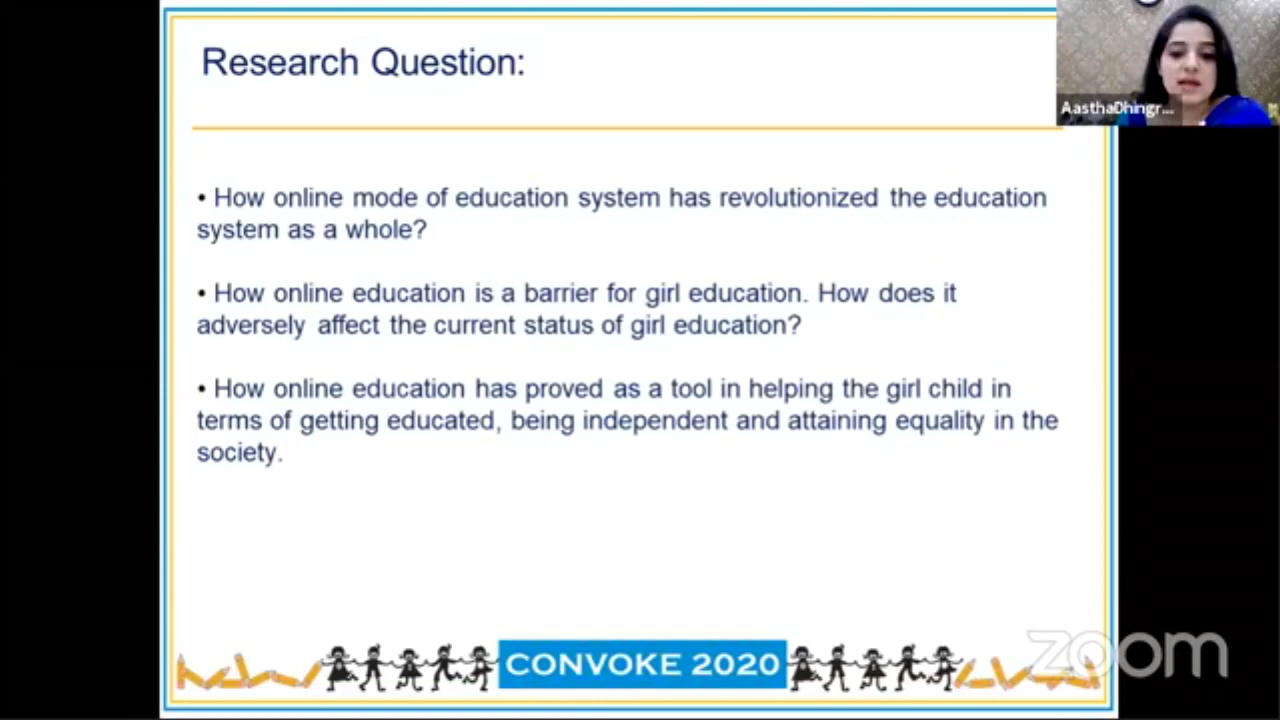 Research Question:
AasthaDhingr...
• How online mode of education system has revolutionized the education
system as a whole?
• How online education is a barrier for girl education. How does it
adversely affect the current status of girl education?
• How online education has proved as a tool in helping the girl child in
terms of getting educated, being independent and attaining equality in the
society.
CONVOKE 2020
zoom